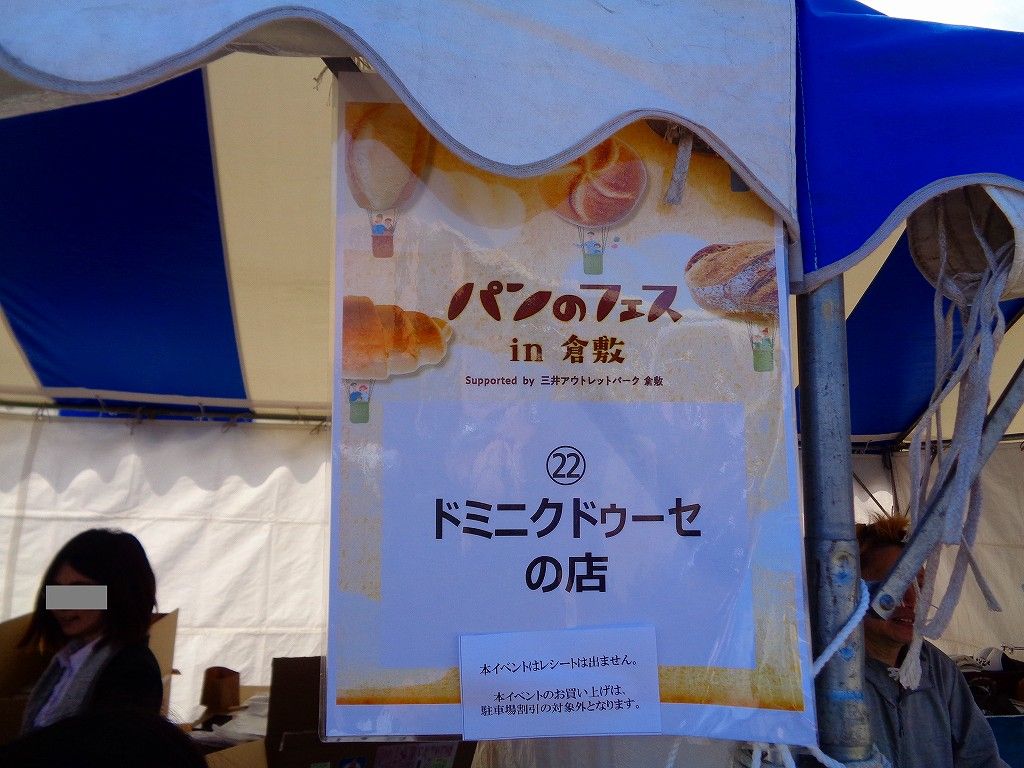 パンのフェス
in 倉敷
Supported by 三井アウトレットパーク 倉敷
㉒
ドミニクドゥーセ
の店
本イベントはレシートは出ません。
本イベントのお買い上げは、
駐車場割引の対象外となります。